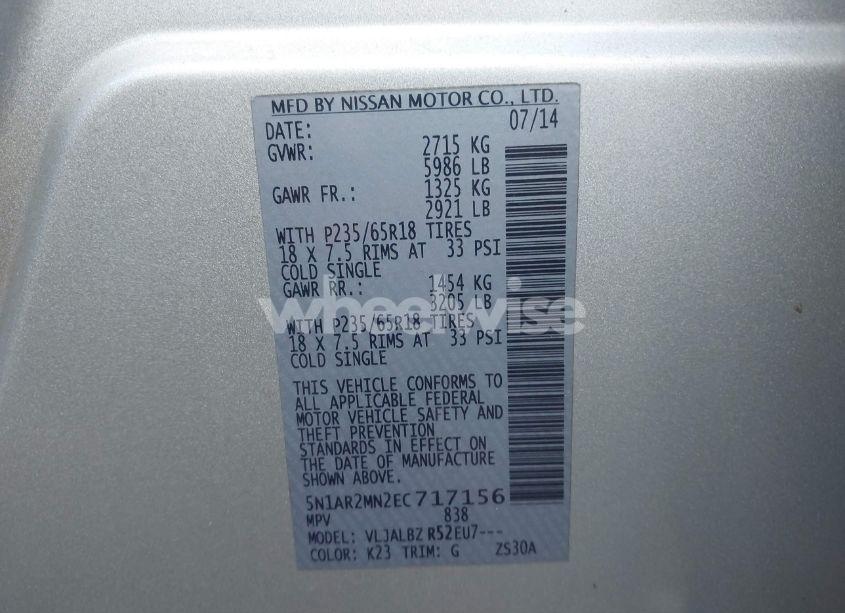 MFD BY NISSAN MOTOR CO., LTD.
DATE: 07/14
GVWR: 2715 KG
5986 LB
GAWR FR.: 1325 KG
2921 LB
WITH P235/65R18 TIRES
18 X 7.5 RIMS AT 33 PSI
COLD SINGLE
GAWR RR.: 1454 KG
3205 LB
wheelwise
WITH P235/65R18 TIRES
18 X 7.5 RIMS AT 33 PSI
COLD SINGLE
THIS VEHICLE CONFORMS TO
ALL APPLICABLE FEDERAL
MOTOR VEHICLE SAFETY AND
THEFT PREVENTION
STANDARDS IN EFFECT ON
THE DATE OF MANUFACTURE
SHOWN ABOVE.
5N1AR2MN2EC717156
MPV 838
MODEL: VLJALBZ R52EU7---
COLOR: K23 TRIM: G ZS30A